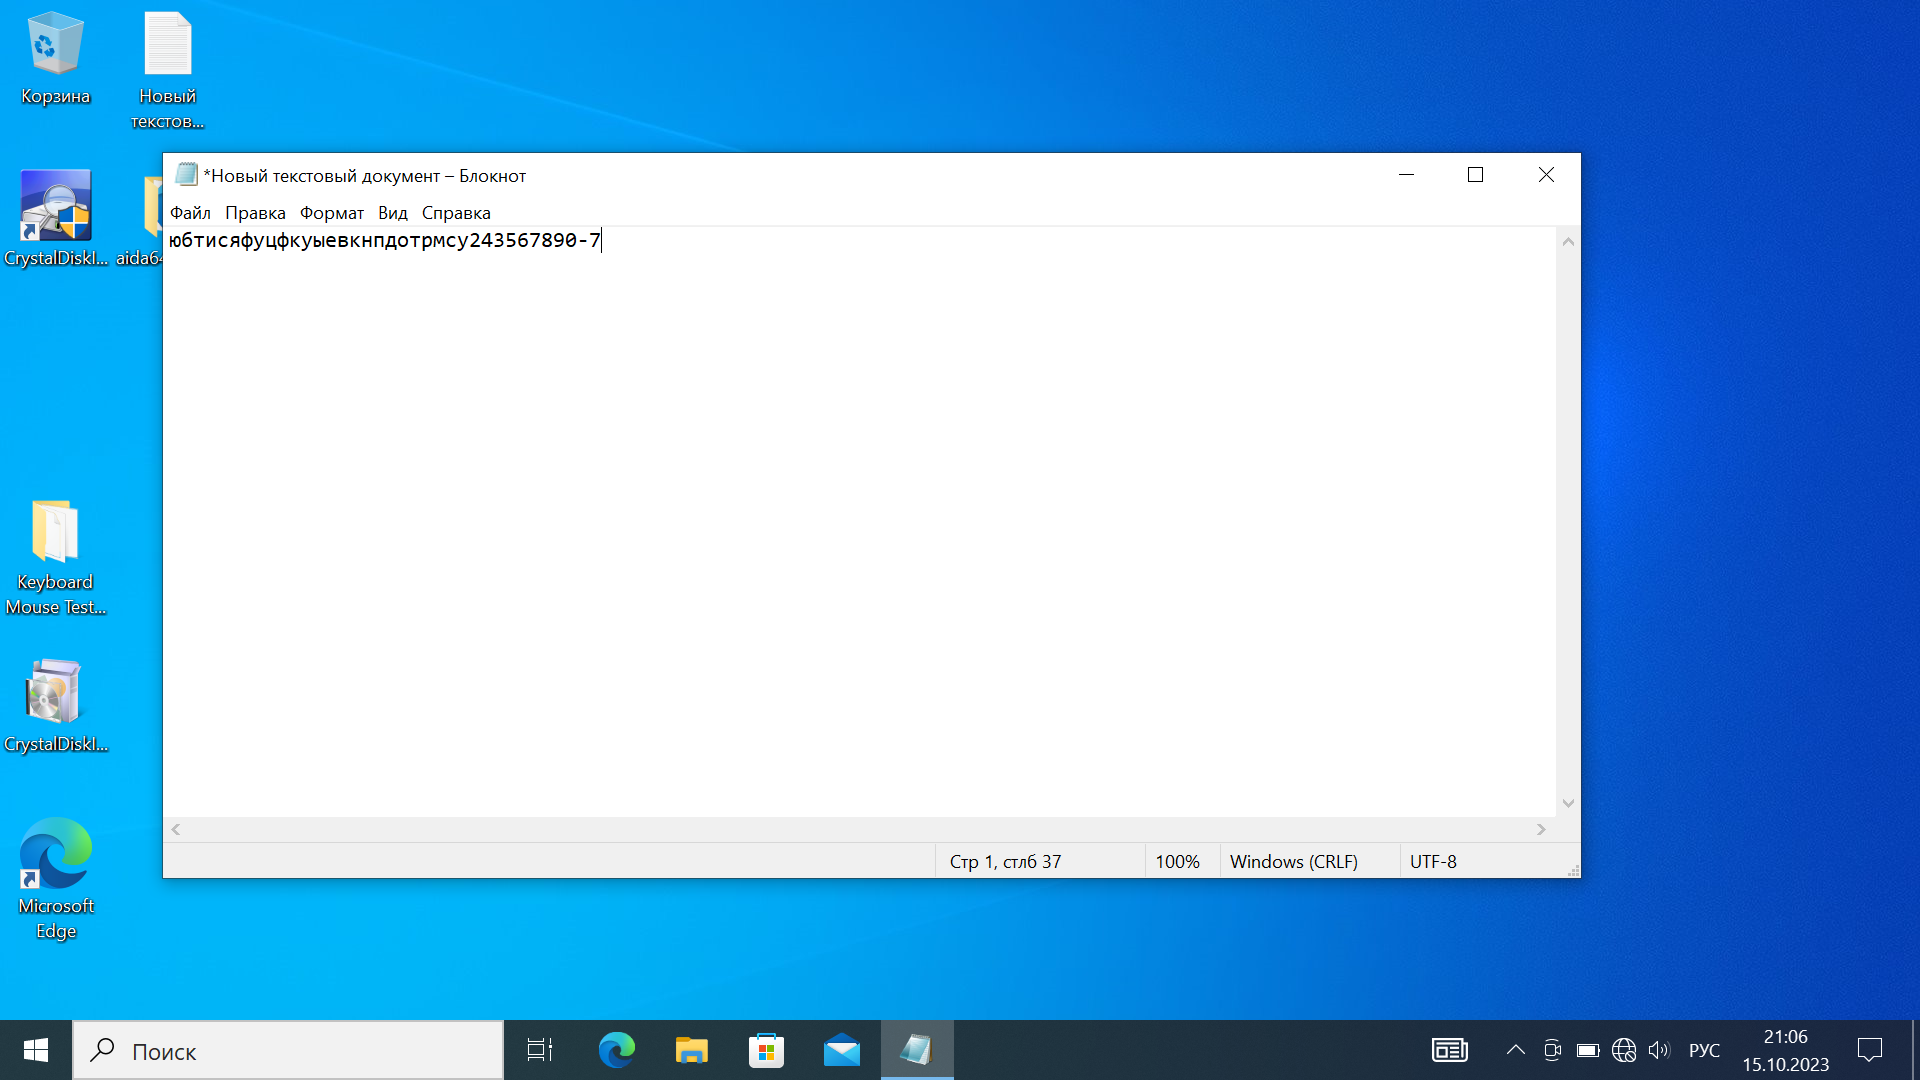 Корзина
Новый
текстов...
CrystalDiskI...
aida64
Keyboard
Mouse Test...
CrystalDiskI...
Microsoft
Edge
*Новый текстовый документ – Блокнот
Файл Правка Формат Вид Справка
юбтисяфуцфкуыевкнпдотрмсу243567890-7
Стр 1, стлб 37
100%
Windows (CRLF)
UTF-8
Поиск
РУС
21:06
15.10.2023